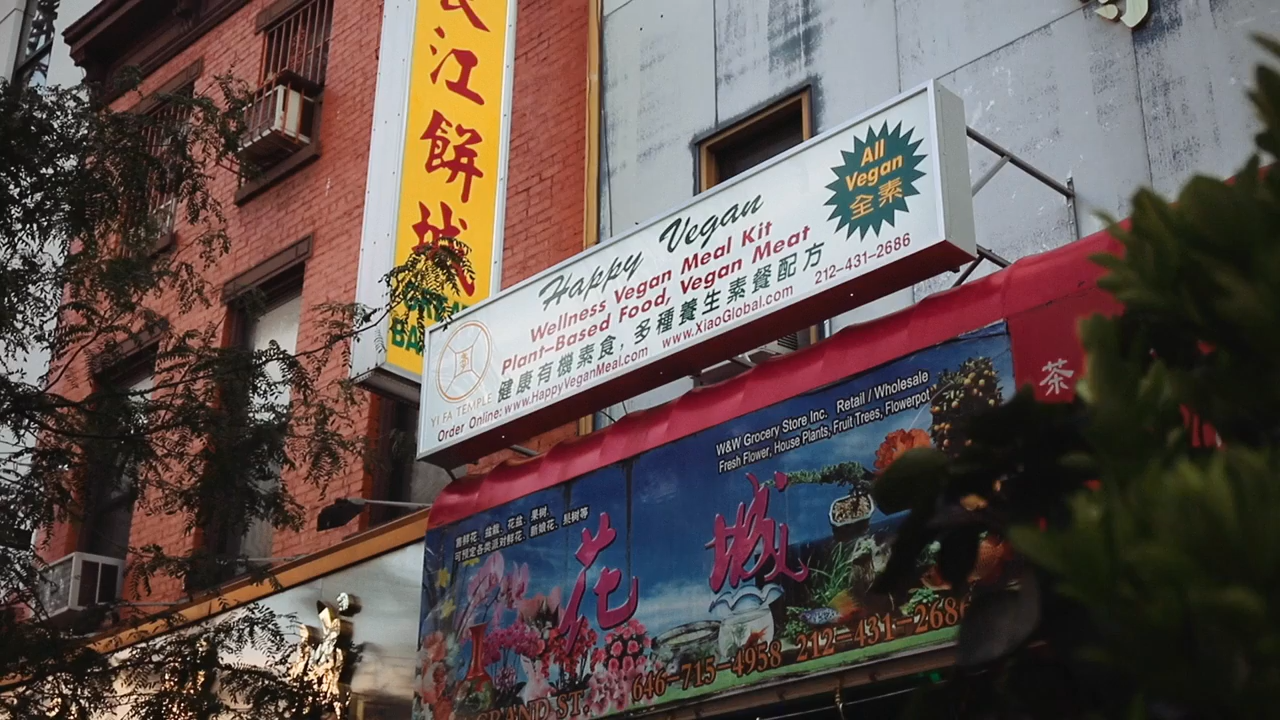 江
餅
城
Happy Vegan
Wellness Vegan Meal Kit
Plant-Based Food, Vegan Meat
健康有機素食, 多種養生素餐配方
212-431-2686
YI FA TEMPLE
Order Online: www.HappyVeganMeal.com www.XiaoGlobal.com
All
Vegan
全素
茶
W&W Grocery Store Inc. Retail / Wholesale
Fresh Flower, House Plants, Fruit Trees, Flowerpot
花城
646-715-4958 212-431-2686
GRAND ST.